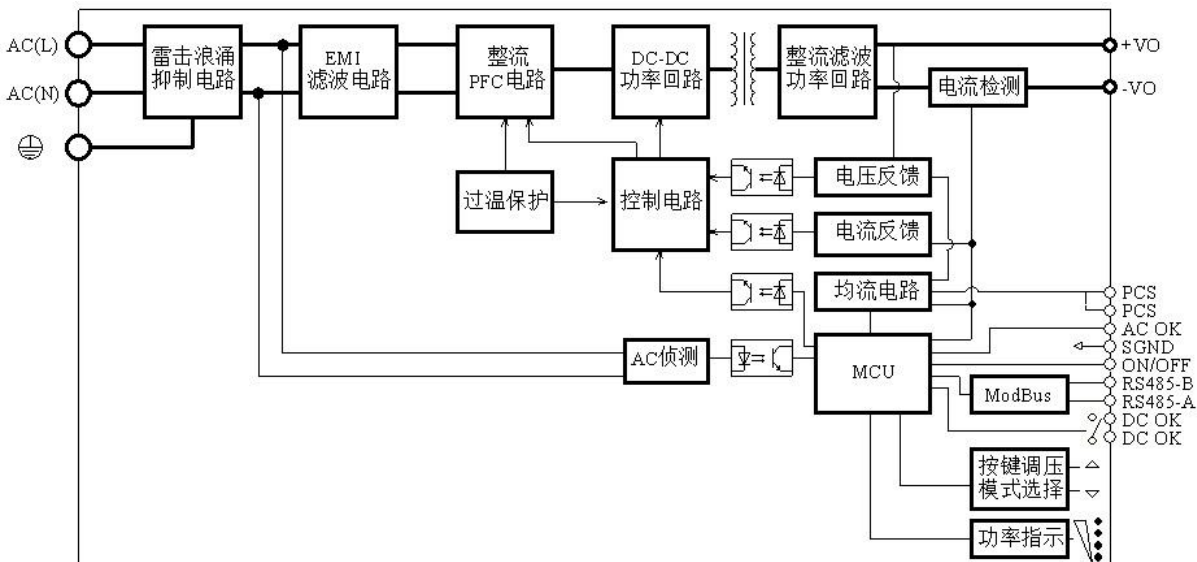 AC(L)
雷击浪涌
抑制电路
EMI
滤波电路
整流
PFC电路
DC-DC
功率回路
整流滤波
功率回路
+VO
电流检测
-VO
AC(N)
过温保护
控制电路
电压反馈
电流反馈
均流电路
PCS
PCS
AC OK
SGND
ON/OFF
RS485-B
RS485-A
DC OK
DC OK
AC侦测
MCU
ModBus
按键调压
模式选择
功率指示